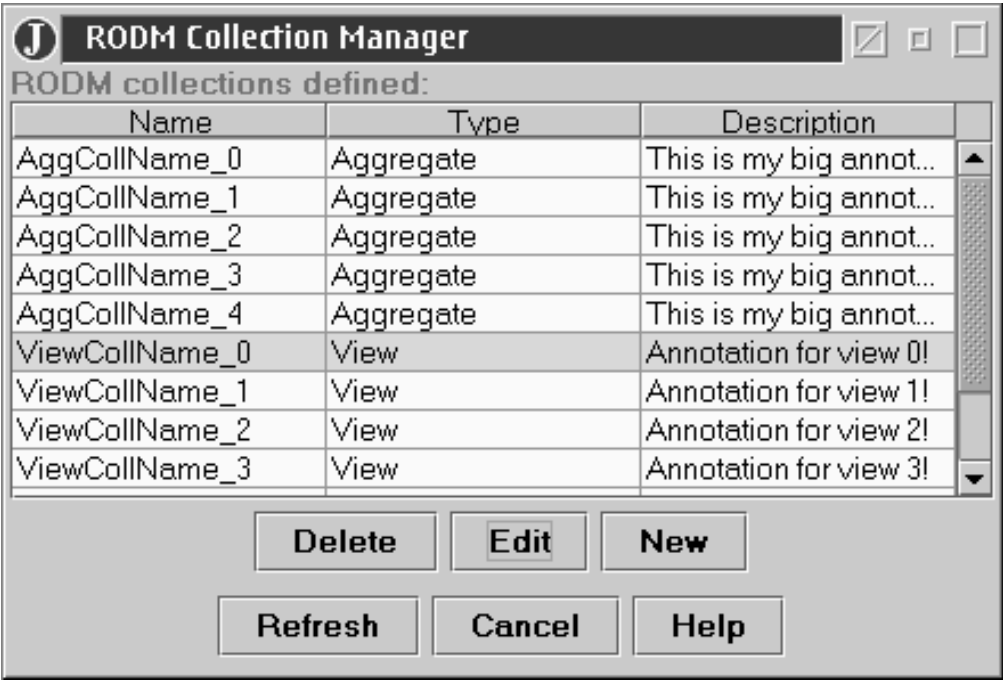 J RODM Collection Manager
RODM collections defined:
Name Type Description
AggCollName_0 Aggregate This is my big annot...
AggCollName_1 Aggregate This is my big annot...
AggCollName_2 Aggregate This is my big annot...
AggCollName_3 Aggregate This is my big annot...
AggCollName_4 Aggregate This is my big annot...
ViewCollName_0 View Annotation for view 0!
ViewCollName_1 View Annotation for view 1!
ViewCollName_2 View Annotation for view 2!
ViewCollName_3 View Annotation for view 3!
Delete Edit New
Refresh Cancel Help